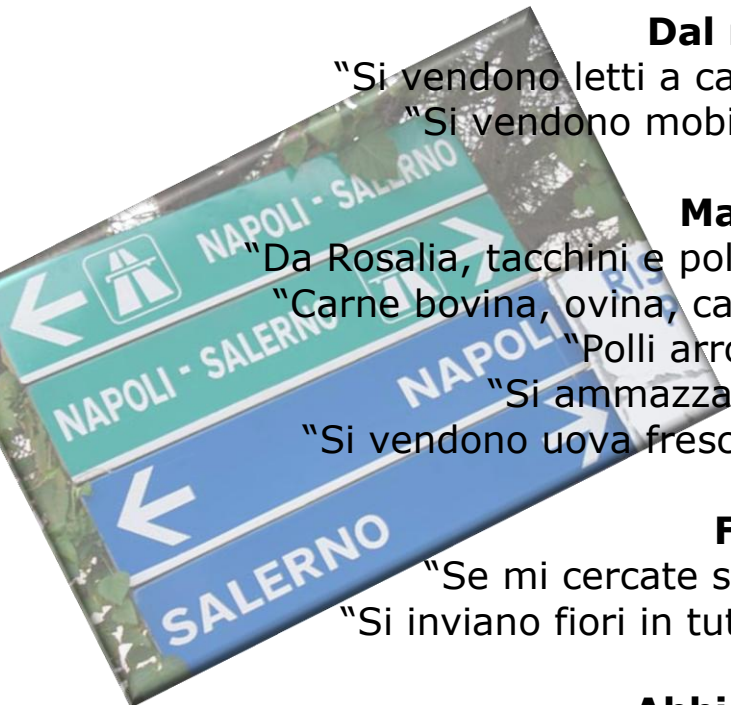 Dal
“Si vendono letti a ca
“Si vendono mobi
Ma
“Da Rosalia, tacchini e pol
“Carne bovina, ovina, ca
“Polli arro
“Si ammazza
“Si vendono uova fresc
F
“Se mi cercate s
“Si inviano fiori in tut
Abbi
NAPOLI - SALERNO
NAPOLI - SALERNO
NAPOLI
SALERNO
RIS
P